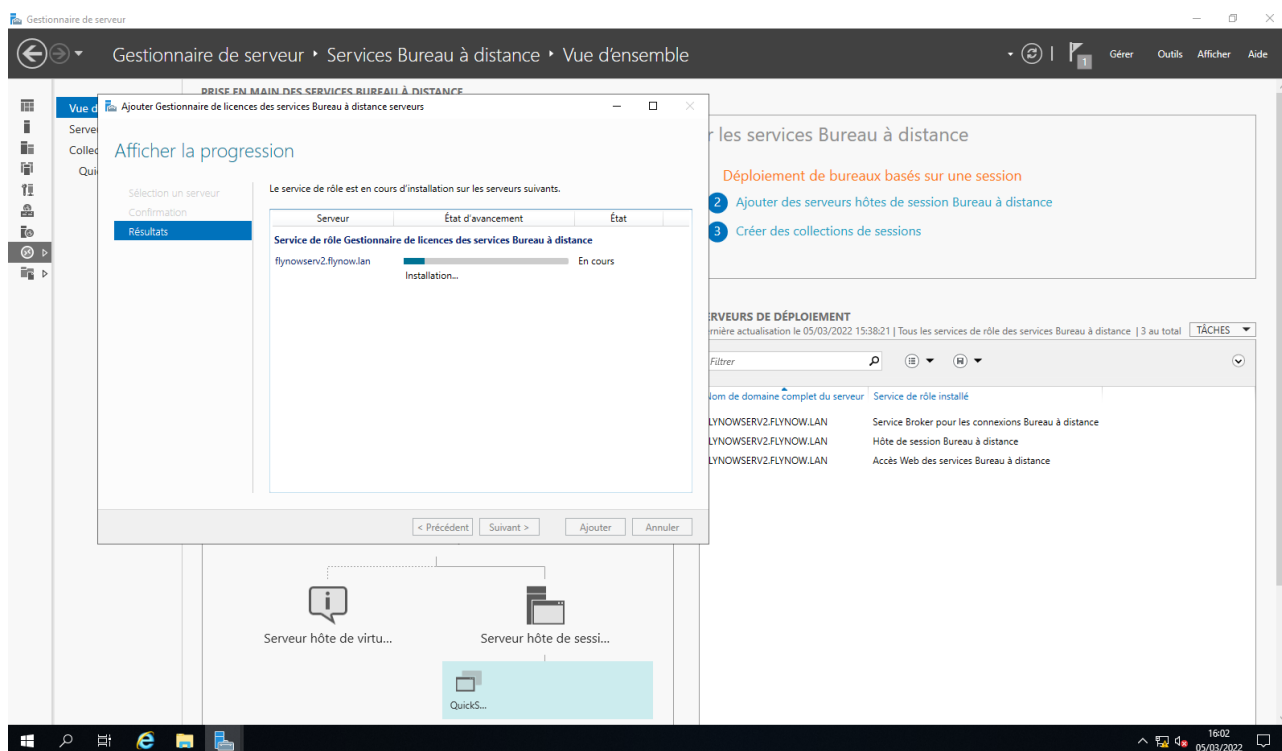 Gestionnaire de serveur
Gestionnaire de serveur ‣ Services Bureau à distance ‣ Vue d'ensemble
1
Gérer Outils Afficher Aide
PRISE EN MAIN DES SERVICES BUREAU À DISTANCE
Vue d
Serve
Collec
Qui
Ajouter Gestionnaire de licences des services Bureau à distance serveurs
Afficher la progression
Sélection un serveur
Confirmation
Résultats
Le service de rôle est en cours d'installation sur les serveurs suivants.
Serveur État d'avancement État
Service de rôle Gestionnaire de licences des services Bureau à distance
flynowserv2.flynow.lan En cours
Installation...
< Précédent Suivant > Ajouter Annuler
r les services Bureau à distance
Déploiement de bureaux basés sur une session
2 Ajouter des serveurs hôtes de session Bureau à distance
3 Créer des collections de sessions
ERVEURS DE DÉPLOIEMENT
rnière actualisation le 05/03/2022 15:38:21 | Tous les services de rôle des services Bureau à distance | 3 au total TÂCHES
Filtrer
Nom de domaine complet du serveur Service de rôle installé
LYNOWSERV2.FLYNOW.LAN Service Broker pour les connexions Bureau à distance
LYNOWSERV2.FLYNOW.LAN Hôte de session Bureau à distance
LYNOWSERV2.FLYNOW.LAN Accès Web des services Bureau à distance
Serveur hôte de virtu... Serveur hôte de sessi...
QuickS...
16:02
05/03/2022